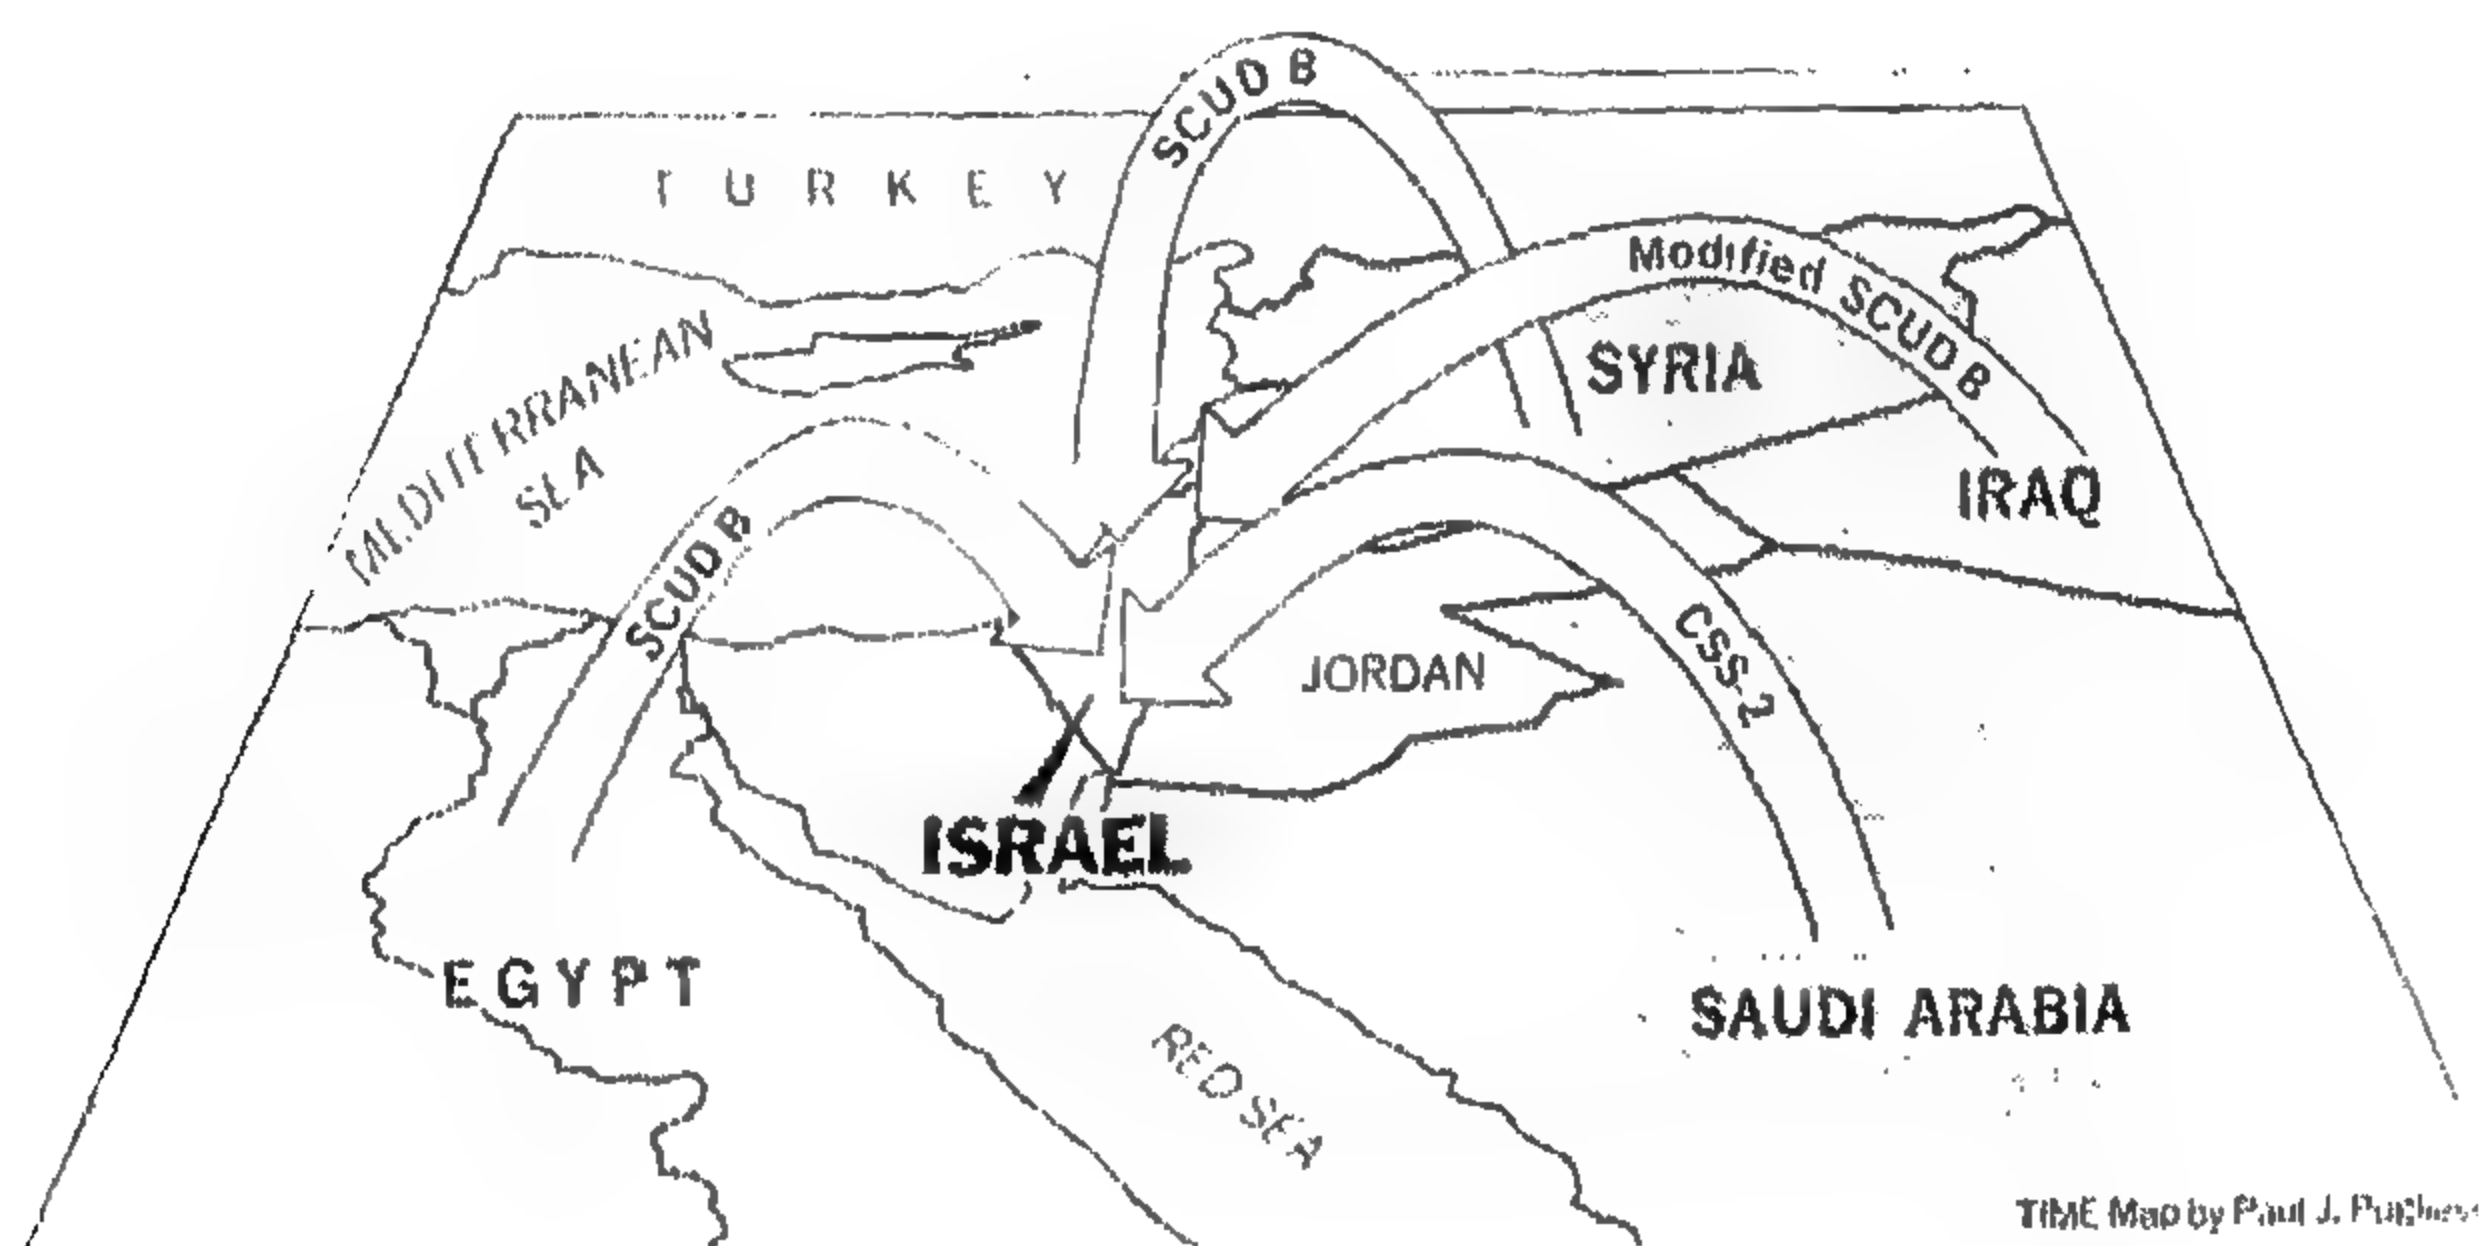 SCUD B
TURKEY
Modified SCUD B
MEDITERRANEAN
SEA
SYRIA
IRAQ
SCUD B
CSS-2
JORDAN
ISRAEL
EGYPT
SAUDI ARABIA
RED SEA
TIME Map by Paul J.